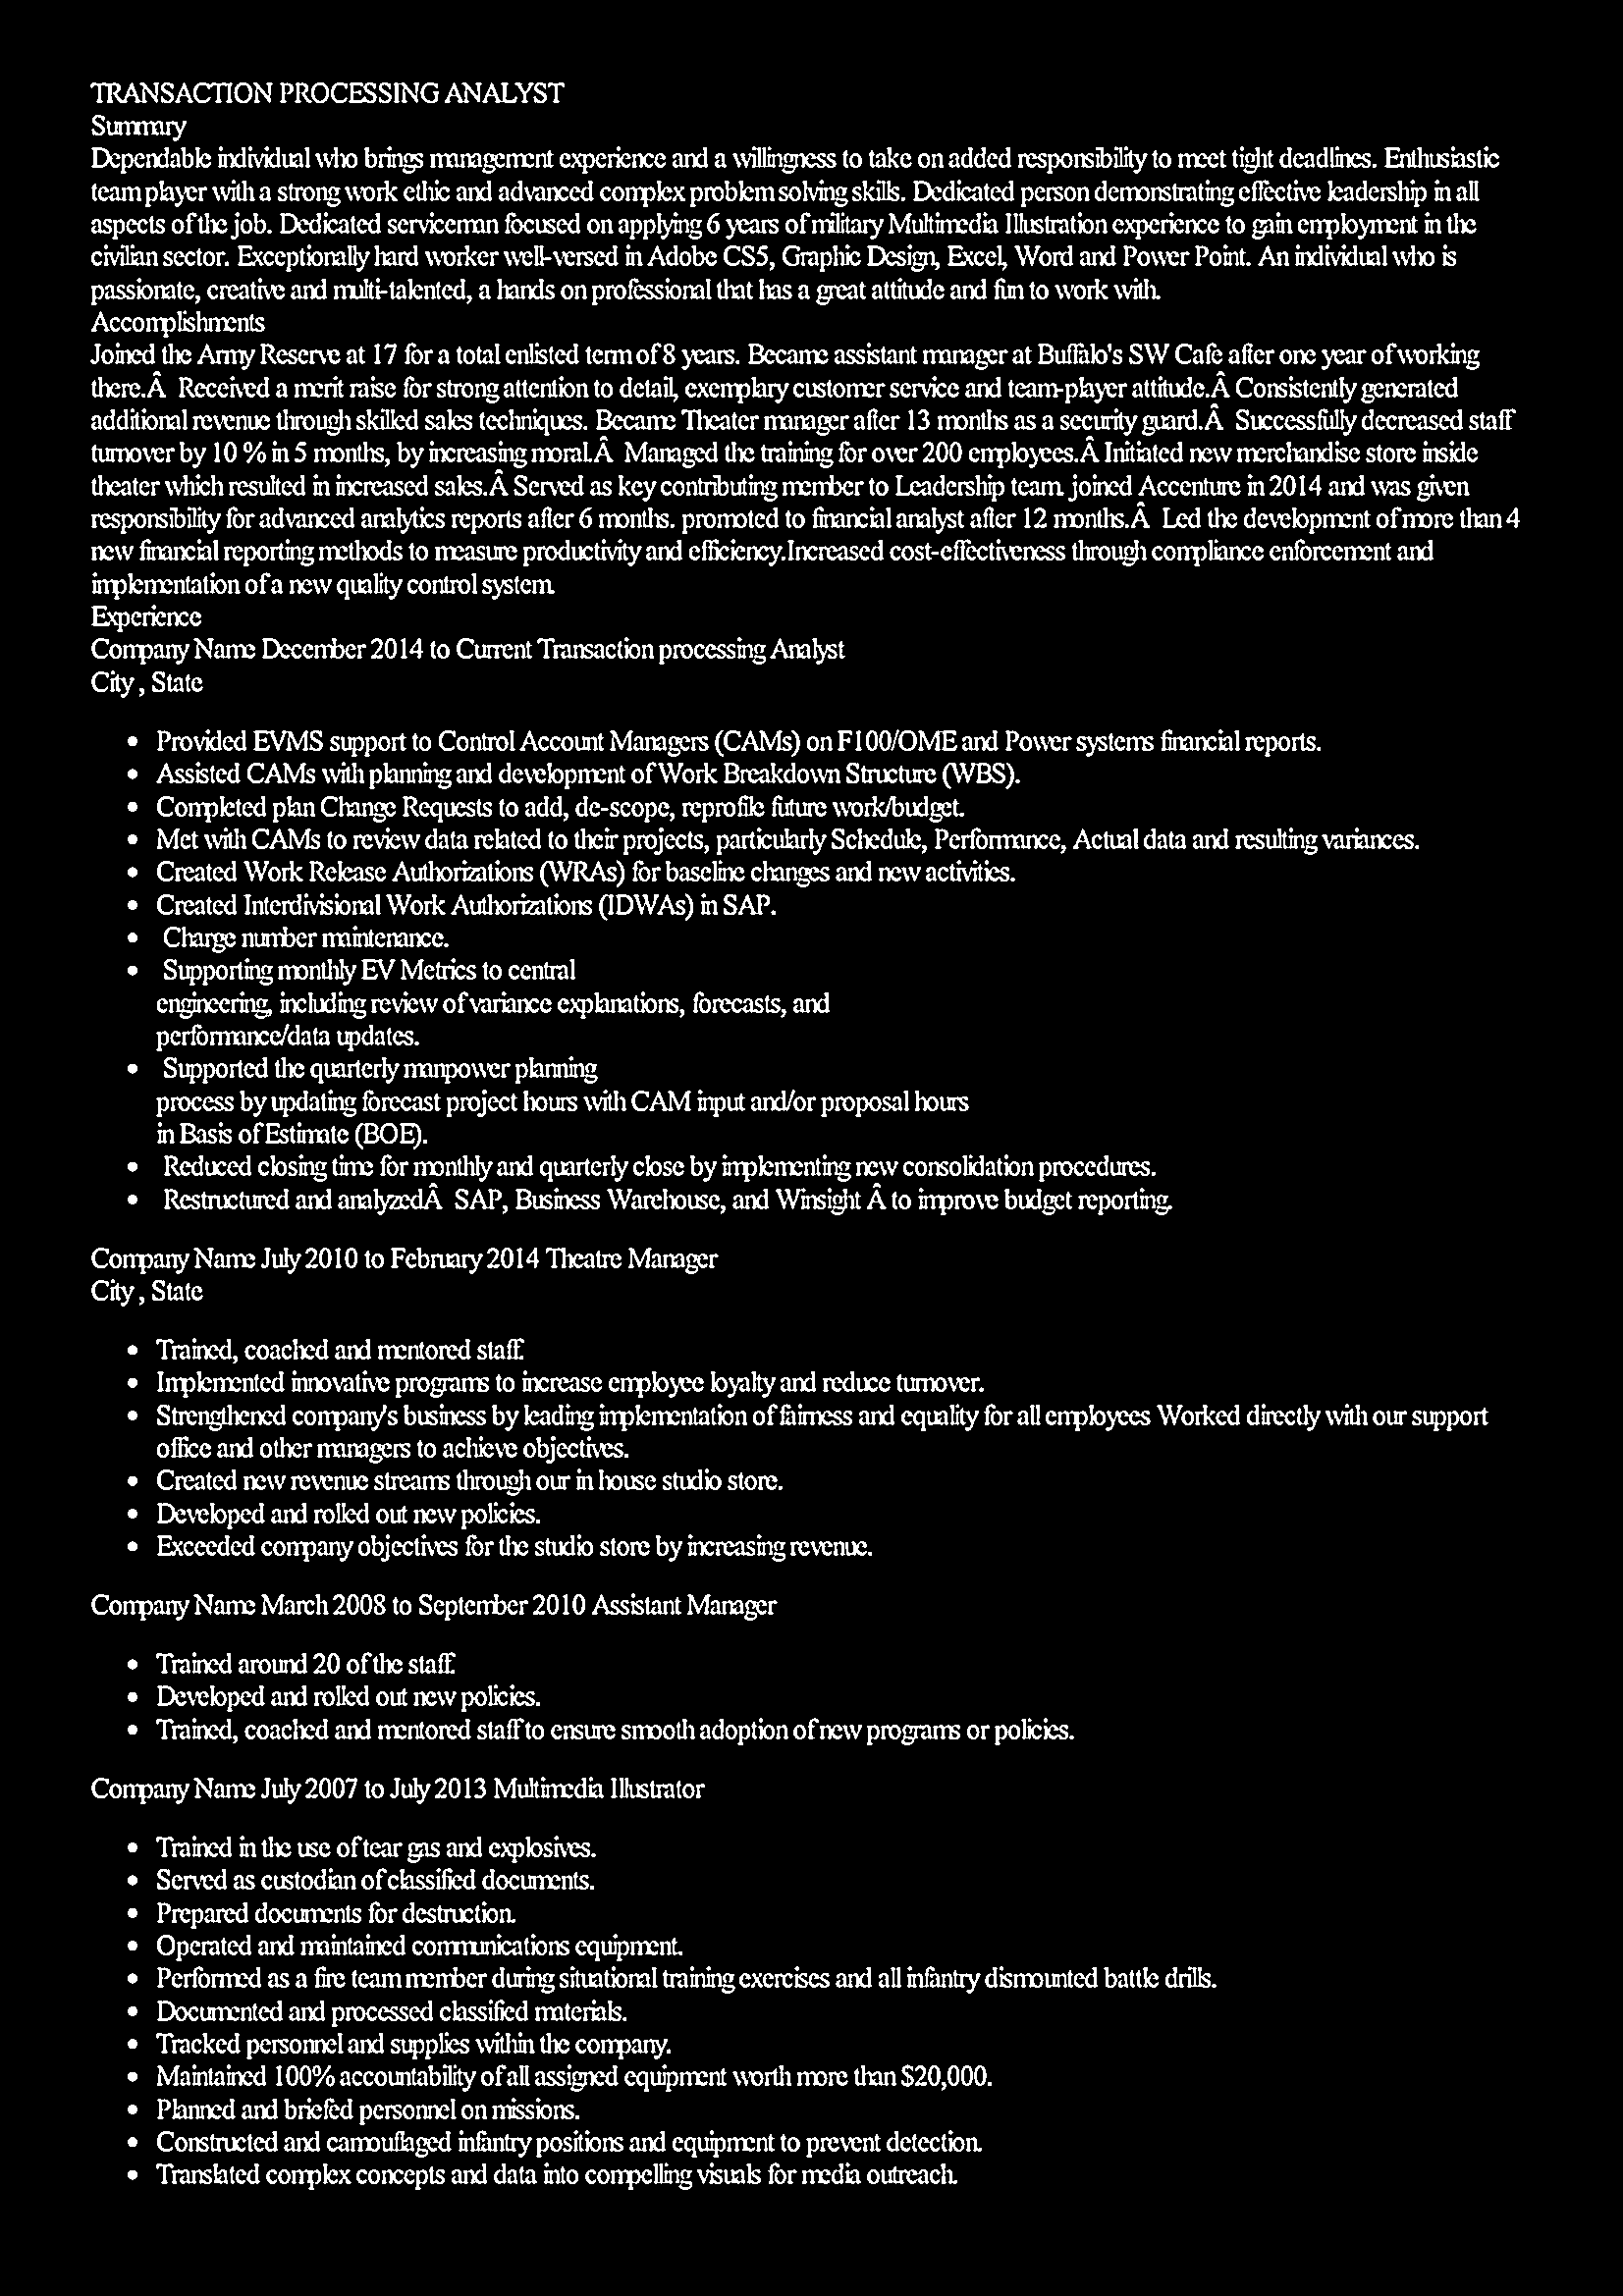 TRANSACTION PROCESSING ANALYST
Summary
Dependable individual who brings management experience and a willingness to take on added responsibility to meet tight deadlines. Enthusiastic
team player with a strong work ethic and advanced complex problem solving skills. Dedicated person demonstrating effective leadership in all
aspects of the job. Dedicated serviceman focused on applying 6 years of military Multimedia Illustration experience to gain employment in the
civilian sector. Exceptionally hard worker well-versed in Adobe CS5, Graphic Design, Excel, Word and Power Point. An individual who is
passionate, creative and multi-talented, a hands on professional that has a great attitude and fun to work with.
Accomplishments
Joined the Army Reserve at 17 for a total enlisted term of 8 years. Became assistant manager at Buffalo's SW Cafe after one year of working
there.Â  Received a merit raise for strong attention to detail, exemplary customer service and team-player attitude.Â Consistently generated
additional revenue through skilled sales techniques. Became Theater manager after 13 months as a security guard.Â  Successfully decreased staff
turnover by 10 % in 5 months, by increasing moral.Â  Managed the training for over 200 employees.Â Initiated new merchandise store inside
theater which resulted in increased sales.Â Served as key contributing member to Leadership team. joined Accenture in 2014 and was given
responsibility for advanced analytics reports after 6 months. promoted to financial analyst after 12 months.Â  Led the development of more than 4
new financial reporting methods to measure productivity and efficiency.Increased cost-effectiveness through compliance enforcement and
implementation of a new quality control system.
Experience
Company Name December 2014 to Current Transaction processing Analyst
City , State
• Provided EVMS support to Control Account Managers (CAMs) on F100/OME and Power systems financial reports.
• Assisted CAMs with planning and development of Work Breakdown Structure (WBS).
• Completed plan Change Requests to add, de-scope, reprofile future work/budget.
• Met with CAMs to review data related to their projects, particularly Schedule, Performance, Actual data and resulting variances.
• Created Work Release Authorizations (WRAs) for baseline changes and new activities.
• Created Interdivisional Work Authorizations (IDWAs) in SAP.
• Charge number maintenance.
• Supporting monthly EV Metrics to central
engineering, including review of variance explanations, forecasts, and
performance/data updates.
• Supported the quarterly manpower planning
process by updating forecast project hours with CAM input and/or proposal hours
in Basis of Estimate (BOE).
• Reduced closing time for monthly and quarterly close by implementing new consolidation procedures.
• Restructured and analyzedÂ  SAP, Business Warehouse, and Winsight Â to improve budget reporting.
Company Name July 2010 to February 2014 Theatre Manager
City , State
• Trained, coached and mentored staff.
• Implemented innovative programs to increase employee loyalty and reduce turnover.
• Strengthened company's business by leading implementation of fairness and equality for all employees Worked directly with our support
office and other managers to achieve objectives.
• Created new revenue streams through our in house studio store.
• Developed and rolled out new policies.
• Exceeded company objectives for the studio store by increasing revenue.
Company Name March 2008 to September 2010 Assistant Manager
• Trained around 20 of the staff.
• Developed and rolled out new policies.
• Trained, coached and mentored staff to ensure smooth adoption of new programs or policies.
Company Name July 2007 to July 2013 Multimedia Illustrator
• Trained in the use of tear gas and explosives.
• Served as custodian of classified documents.
• Prepared documents for destruction.
• Operated and maintained communications equipment.
• Performed as a fire team member during situational training exercises and all infantry dismounted battle drills.
• Documented and processed classified materials.
• Tracked personnel and supplies within the company.
• Maintained 100% accountability of all assigned equipment worth more than $20,000.
• Planned and briefed personnel on missions.
• Constructed and camouflaged infantry positions and equipment to prevent detection.
• Translated complex concepts and data into compelling visuals for media outreach.